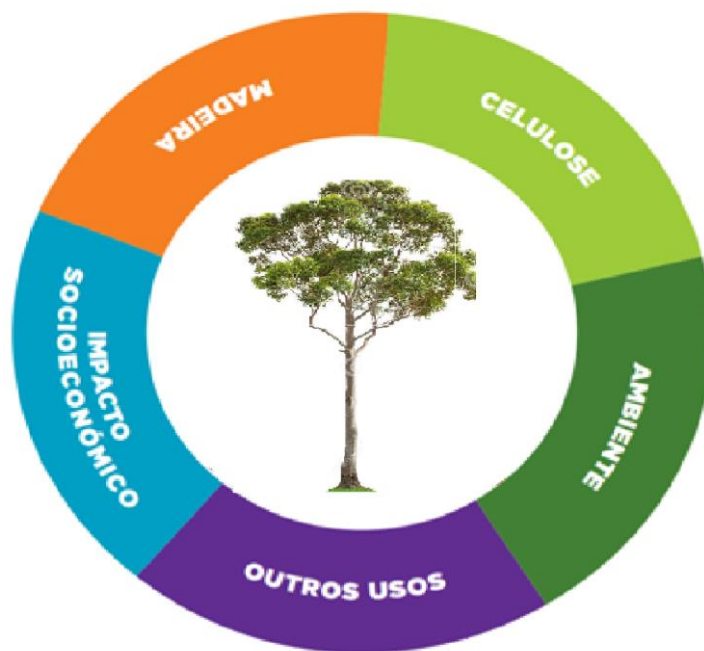 MADEIRA
CELULOSE
AMBIENTE
OUTROS USOS
IMPACTO
SOCIOECONÓMICO